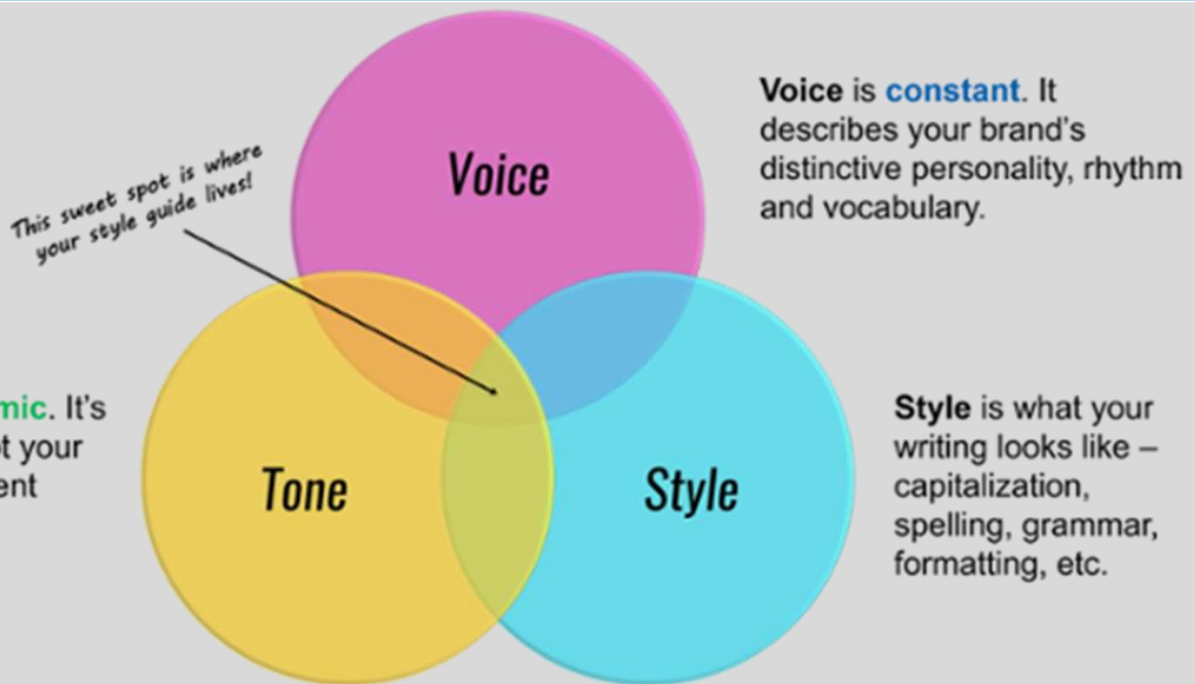 This sweet spot is where
your style guide lives!
Voice
Voice is constant. It
describes your brand's
distinctive personality, rhythm
and vocabulary.
It's
your
Tone
Style
Style is what your
writing looks like –
capitalization,
spelling, grammar,
formatting, etc.